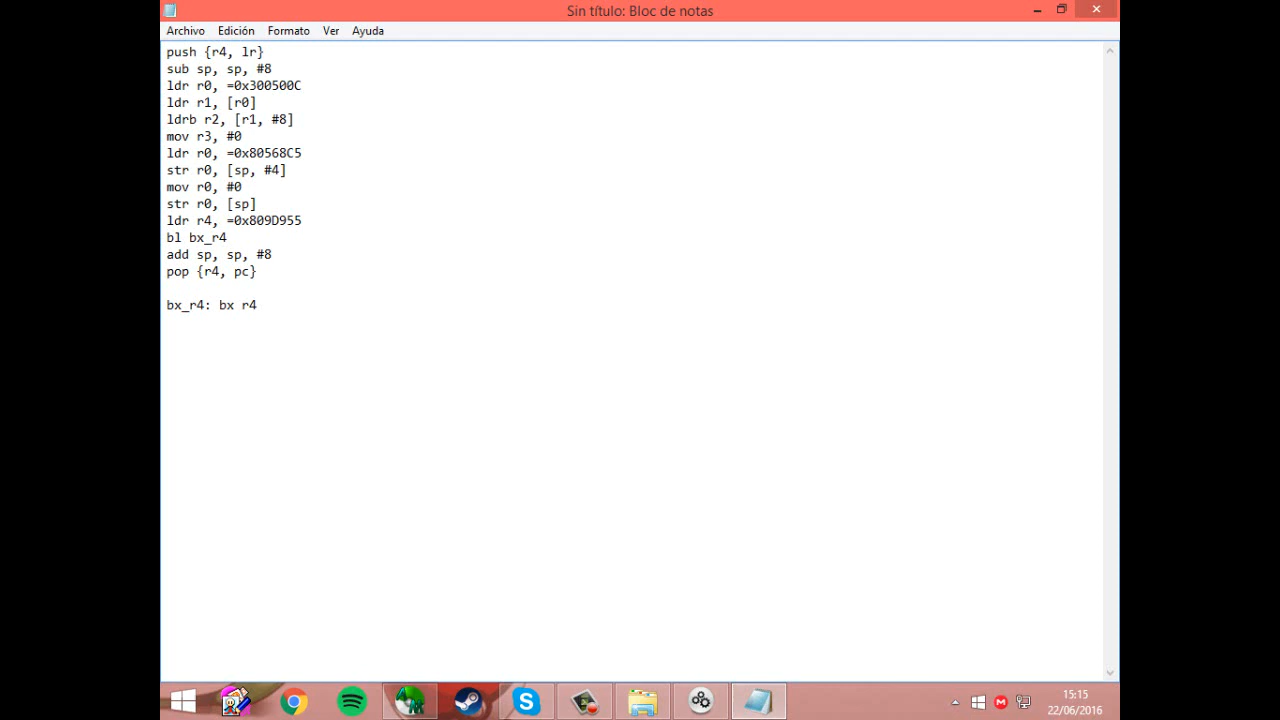 Sin título: Bloc de notas
Archivo Edición Formato Ver Ayuda
push {r4, lr}
sub sp, sp, #8
ldr r0, =0x300500C
ldr r1, [r0]
ldrb r2, [r1, #8]
mov r3, #0
ldr r0, =0x80568C5
str r0, [sp, #4]
mov r0, #0
str r0, [sp]
ldr r4, =0x809D955
bl bx_r4
add sp, sp, #8
pop {r4, pc}
bx_r4: bx r4
15:15
22/06/2016